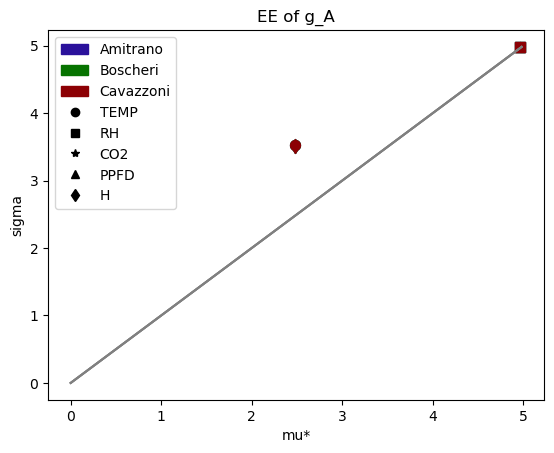 EE of g_A
Amitrano
Boscheri
Cavazzoni
TEMP
RH
CO2
PPFD
H
sigma
5
4
3
2
1
0
0 1 2 3 4 5
mu*